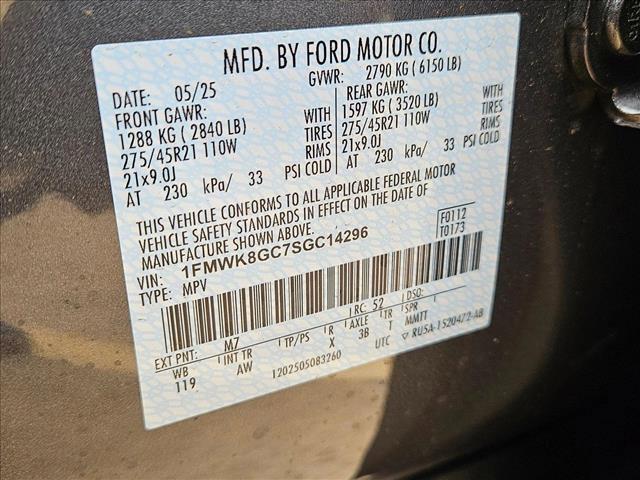 MFD. BY FORD MOTOR CO.
DATE: 05/25
GVWR: 2790 KG ( 6150 LB)
FRONT GAWR:
1288 KG ( 2840 LB)
WITH
275/45R21 110W
TIRES
21x9.0J
RIMS
AT 230 kPa/ 33 PSI COLD
REAR GAWR:
1597 KG ( 3520 LB)
WITH
275/45R21 110W
TIRES
21x9.0J
RIMS
AT 230 kPa/ 33 PSI COLD
THIS VEHICLE CONFORMS TO ALL APPLICABLE FEDERAL MOTOR
VEHICLE SAFETY STANDARDS IN EFFECT ON THE DATE OF
MANUFACTURE SHOWN ABOVE.
F0112
T0173
VIN: 1FMWK8GC7SGC14296
TYPE: MPV
EXT PNT: M7
RC: 52
DSO:
WB
INT TR
TP/PS
R
AXLE
TR
SPR
119
AW
X
3B
T
MMTT
12025050832​60
UTC
RU5A-1520472-AB